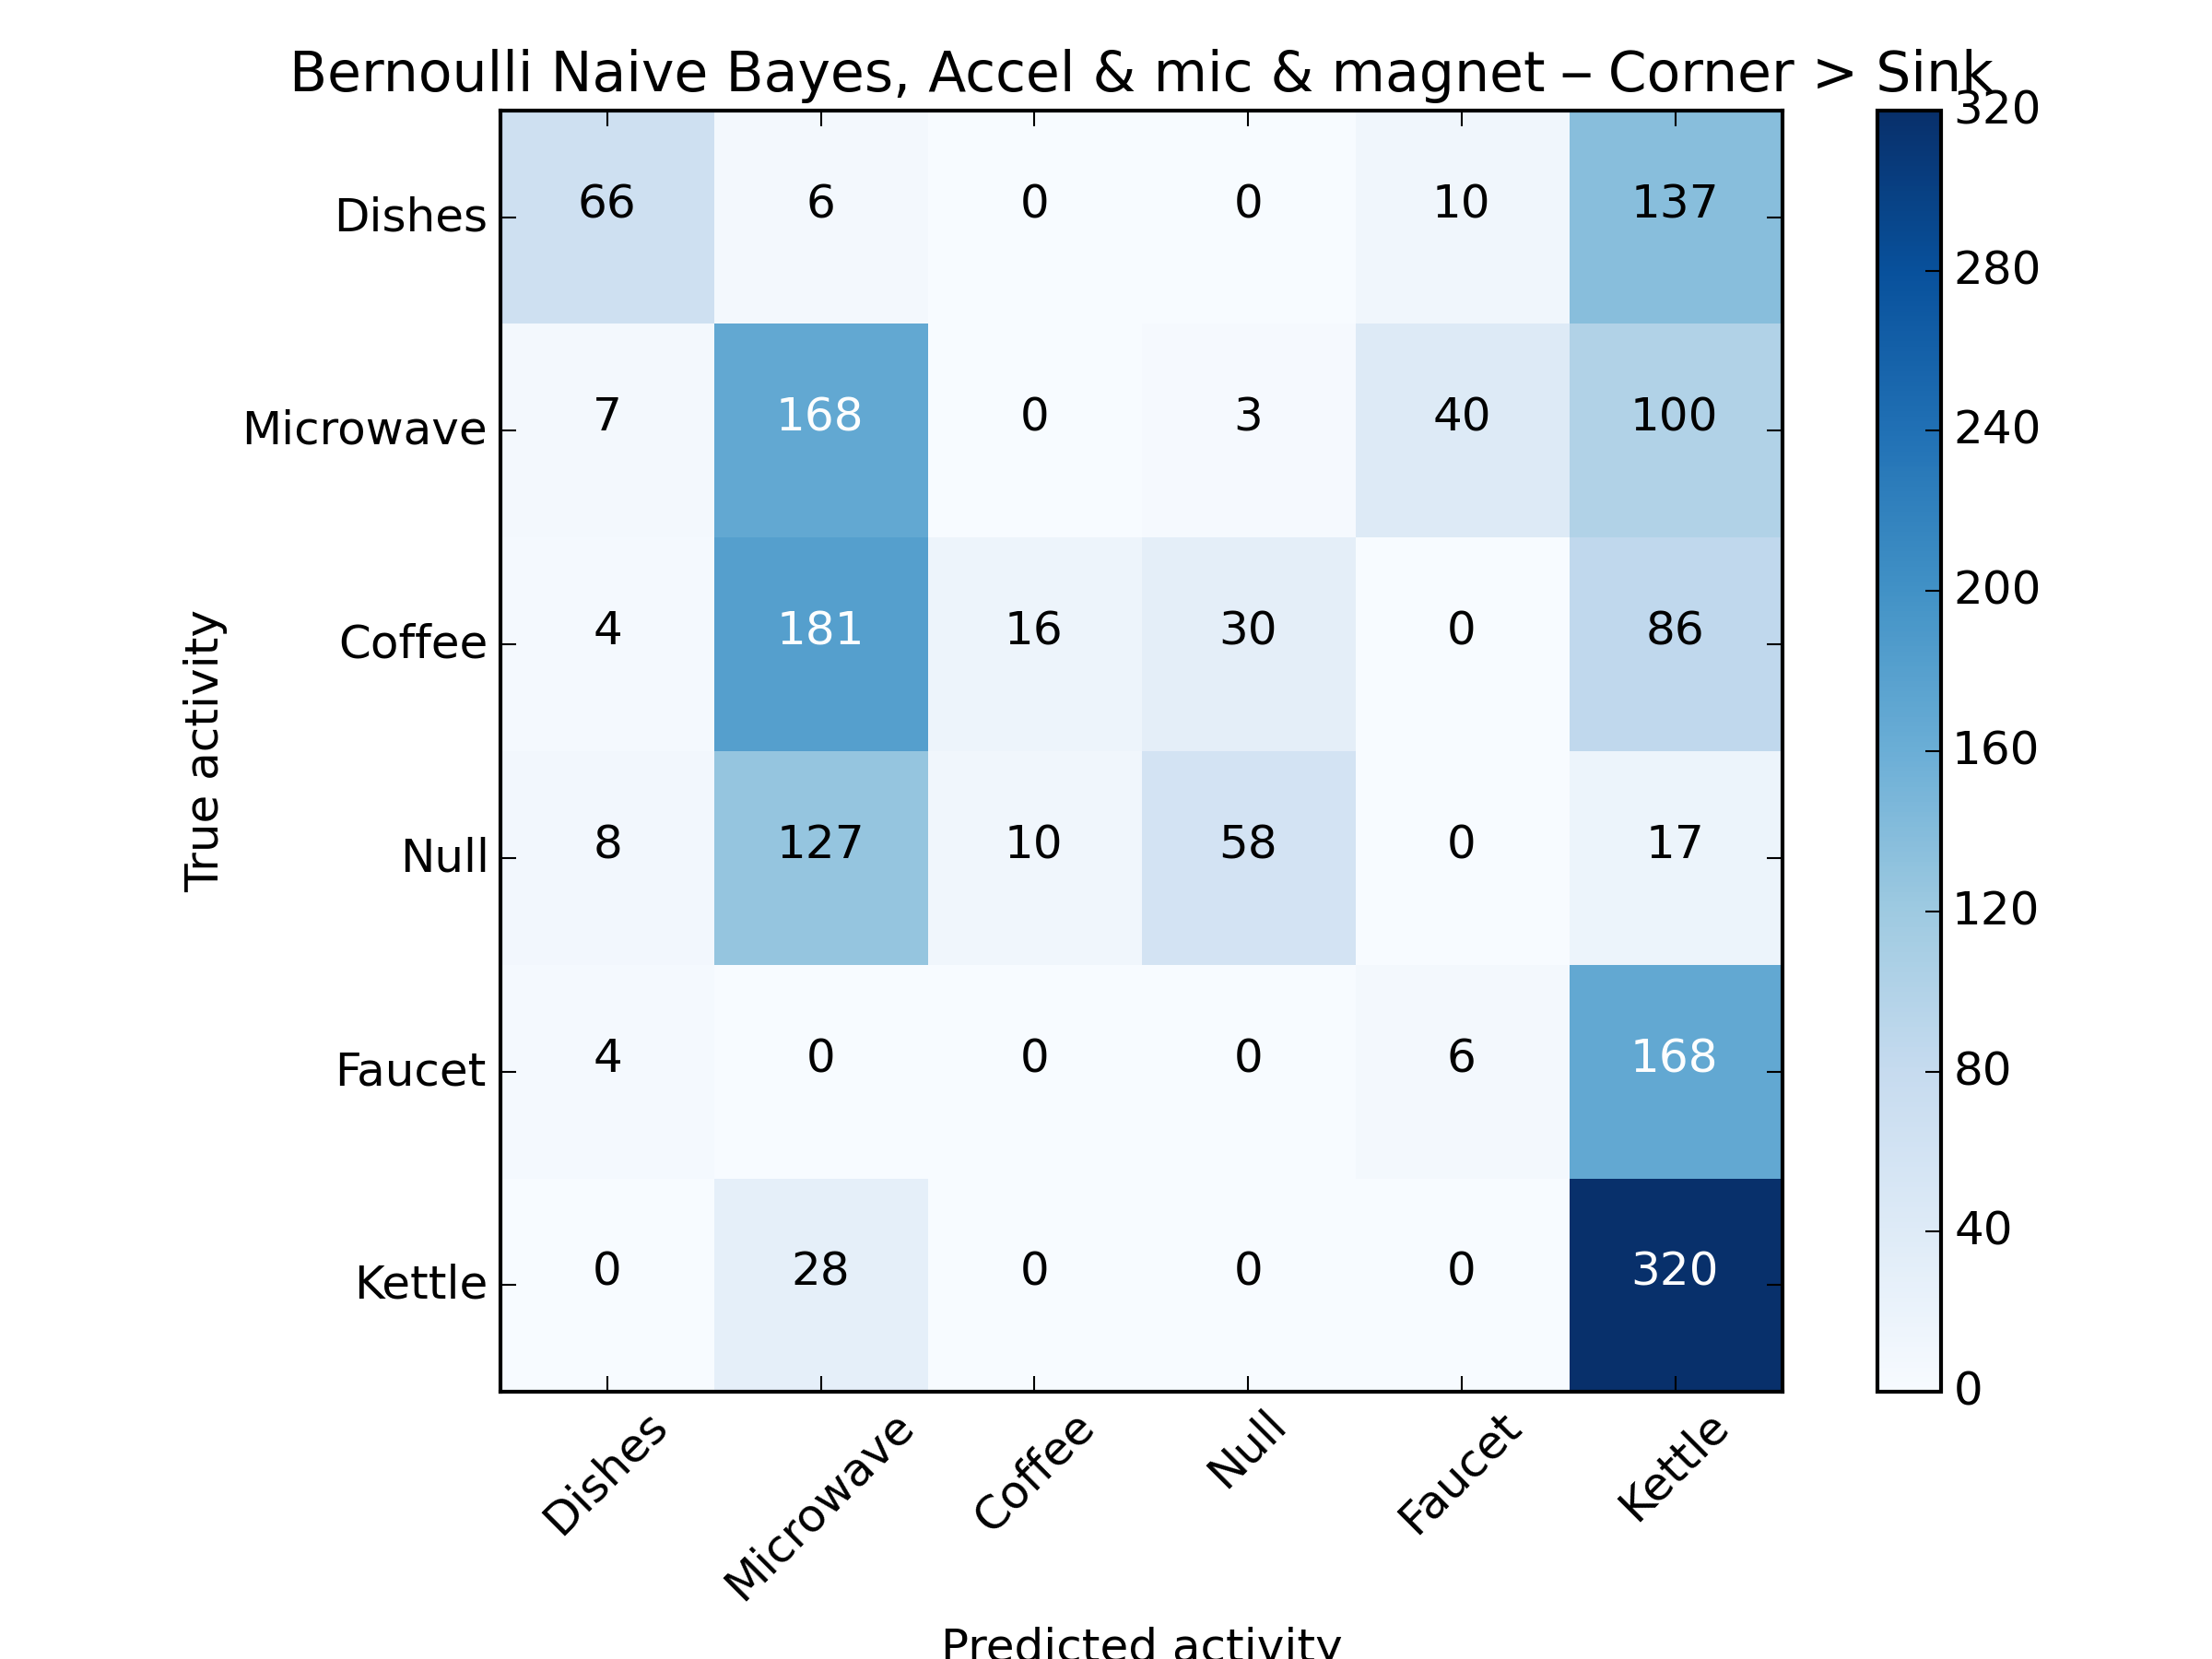 Bernoulli Naive Bayes, Accel & mic & magnet – Corner > Sink
320
Dishes 66 6 0 0 10 137
280
Microwave 7 168 0 3 40 100
240
200
Coffee 4 181 16 30 0 86
True activity
160
Null 8 127 10 58 0 17
120
Faucet 4 0 0 0 6 168
80
40
Kettle 0 28 0 0 0 320
0
Dishes Microwave Coffee Null Faucet Kettle
Predicted activity